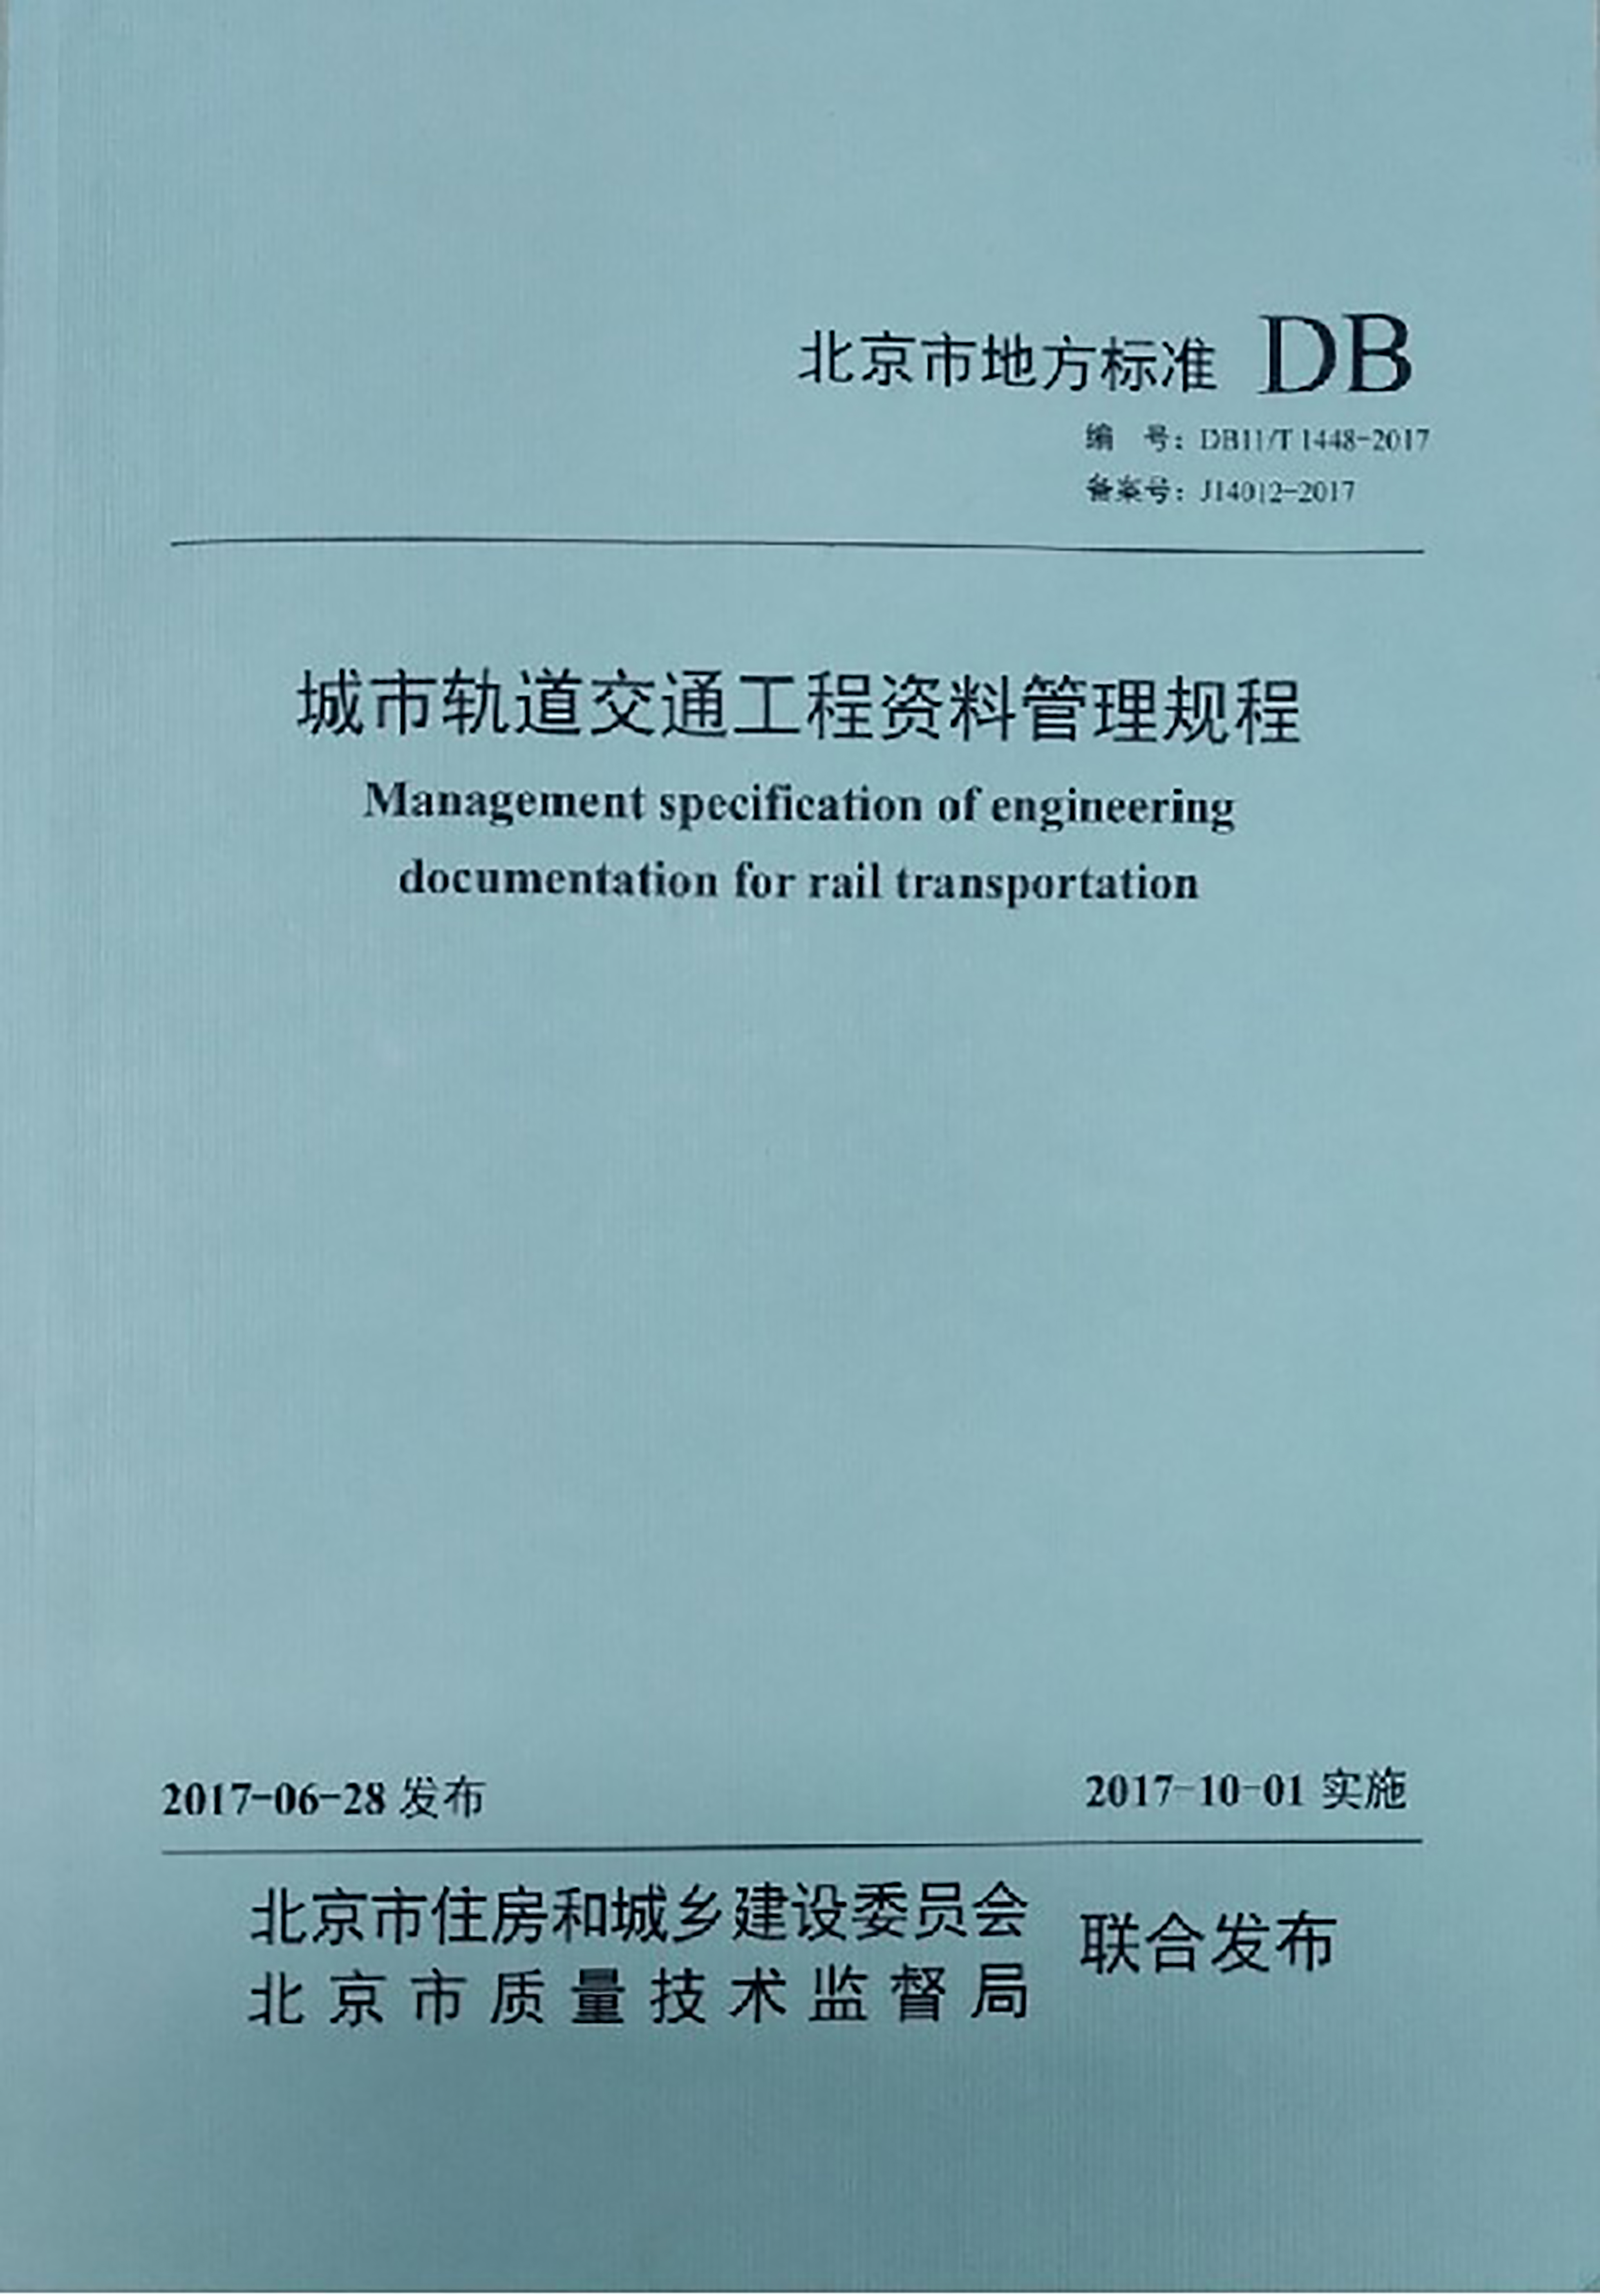 北京市地方标准 DB
编 号：DB11/T 1448-2017
备案号：J14012-2017
城市轨道交通工程资料管理规程
Management specification of engineering
documentation for rail transportation
2017-06-28 发布
2017-10-01 实施
北京市住房和城乡建设委员会
北京市质量技术监督局
联合发布